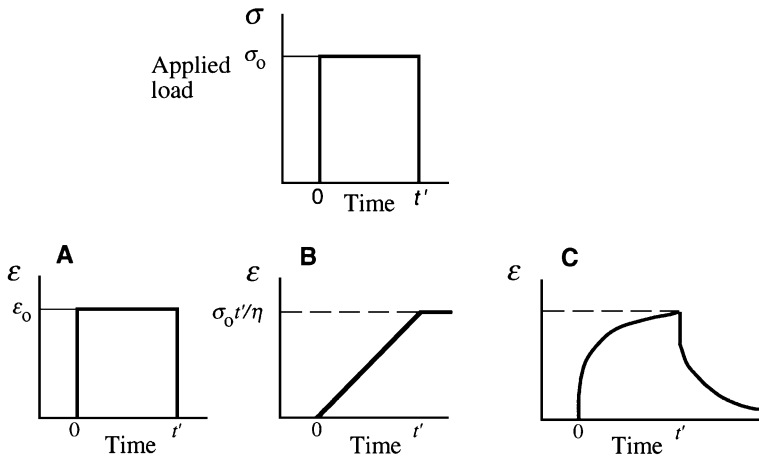 σ
σo
Applied
load
0 t'
Time
A
ε
εo
0 t'
Time
B
ε
σot'/η
0 t'
Time
C
ε
0 t'
Time